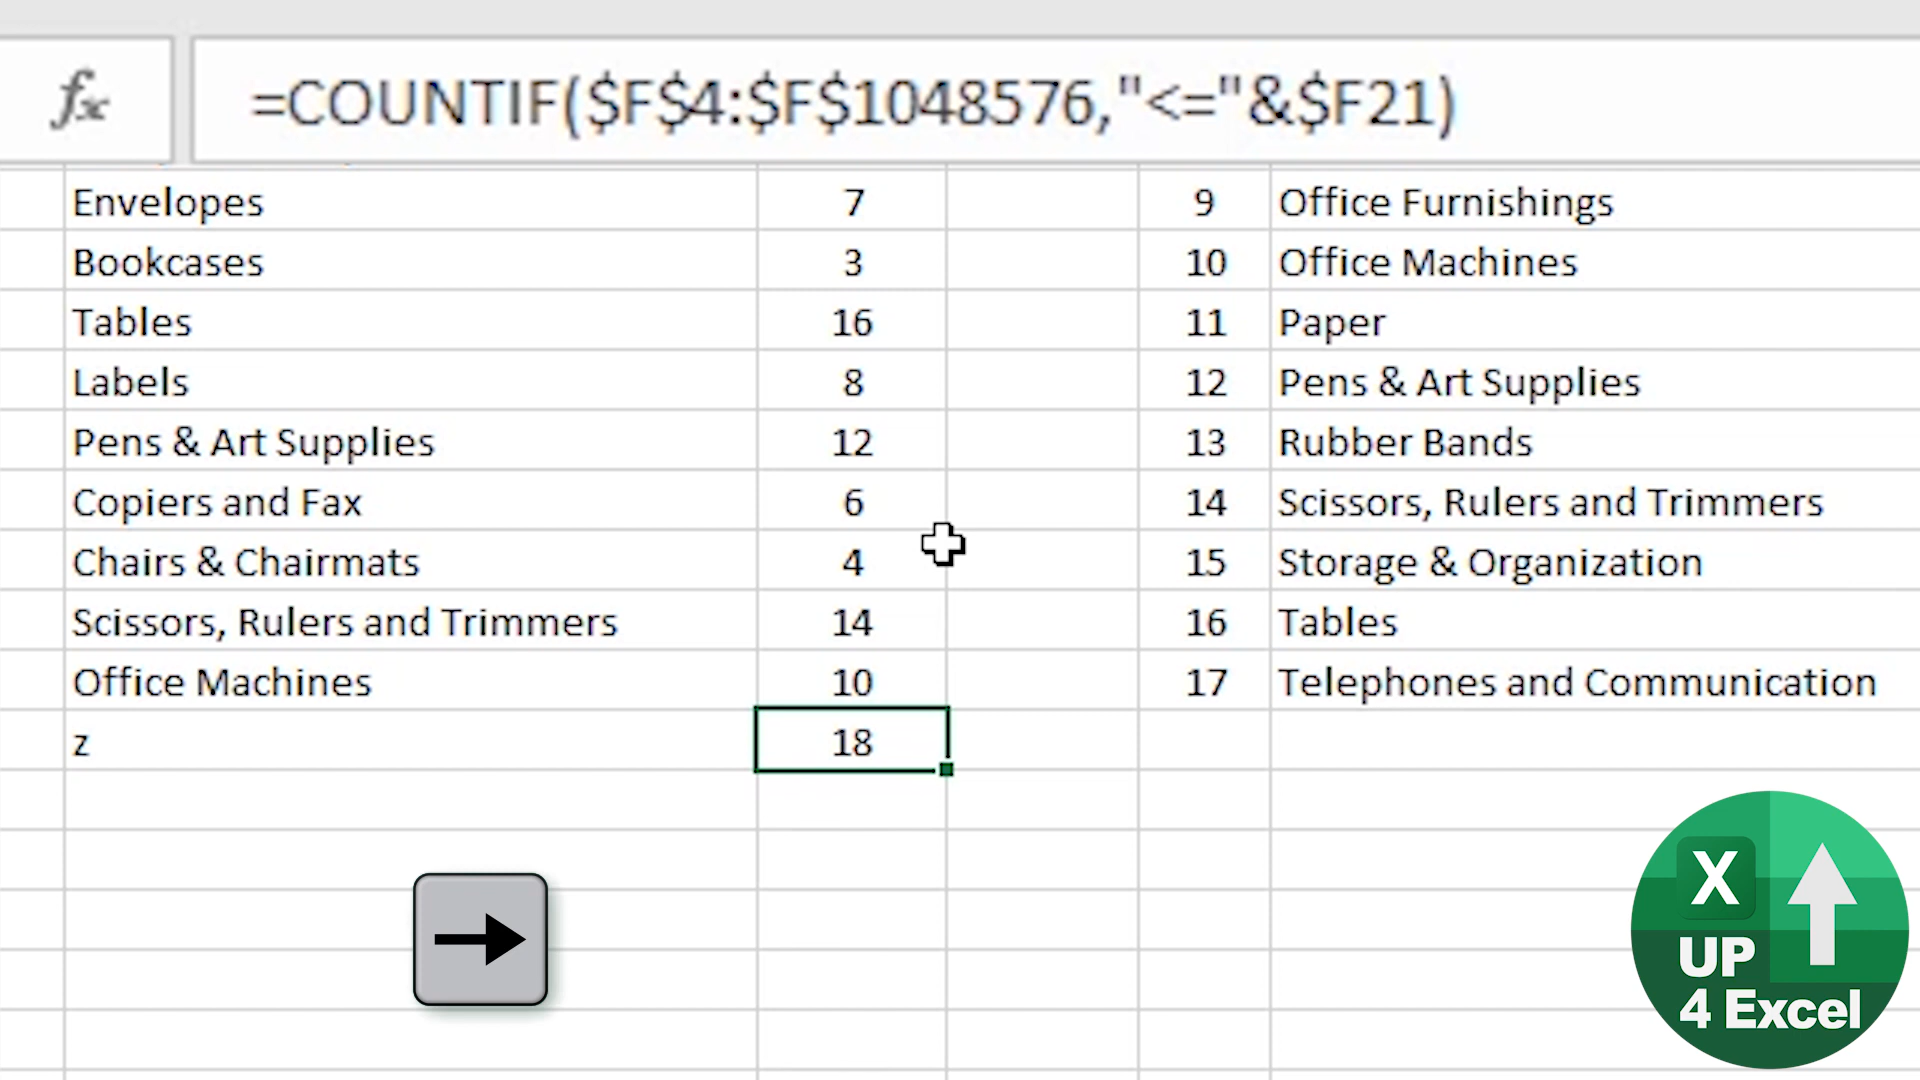 fx =COUNTIF($F$4:$F$1048576,"<="&$F21)
Envelopes 7 9 Office Furnishings
Bookcases 3 10 Office Machines
Tables 16 11 Paper
Labels 8 12 Pens & Art Supplies
Pens & Art Supplies 12 13 Rubber Bands
Copiers and Fax 6 14 Scissors, Rulers and Trimmers
Chairs & Chairmats 4 15 Storage & Organization
Scissors, Rulers and Trimmers 14 16 Tables
Office Machines 10 17 Telephones and Communication
z 18
X
UP
4 Excel